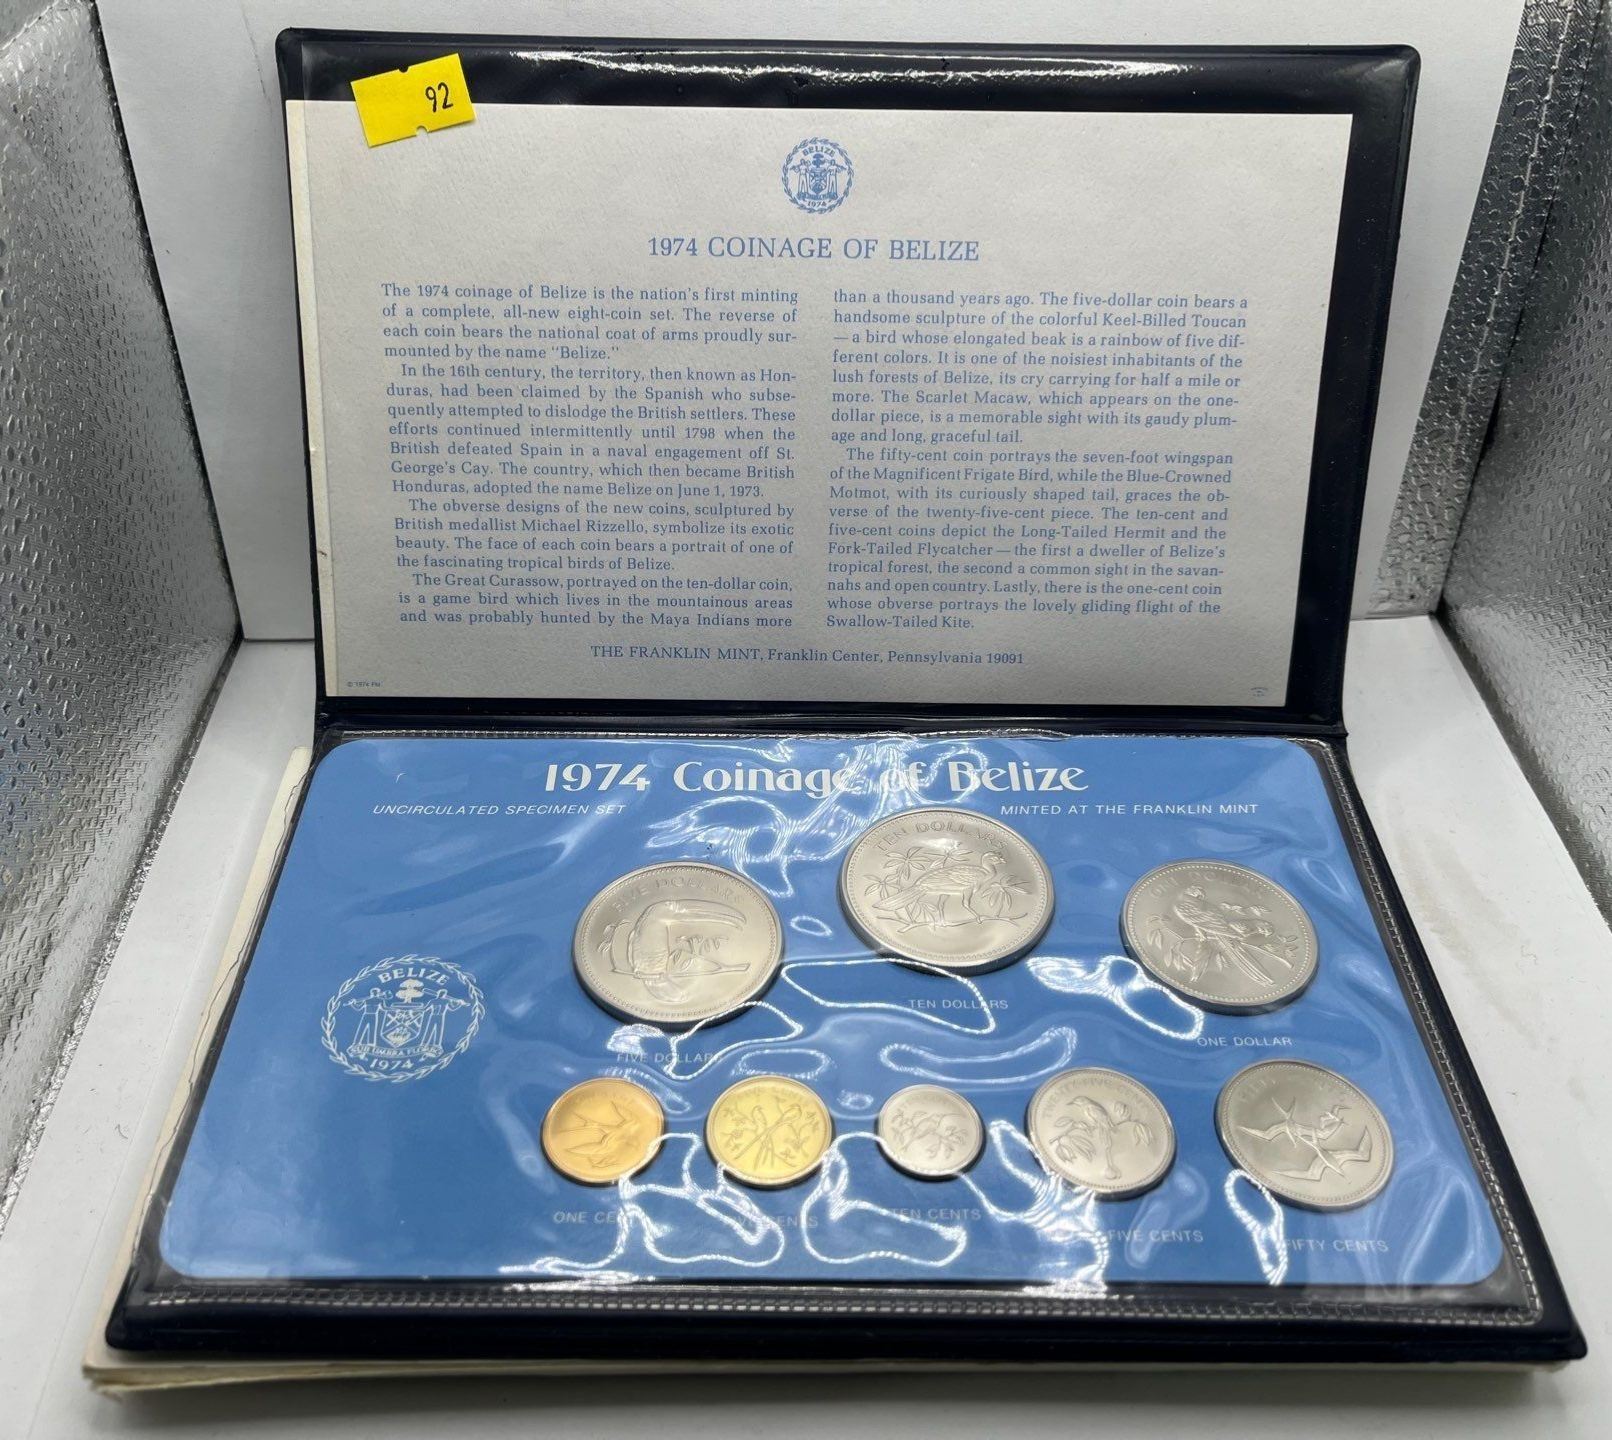 92
BELIZE
1974
1974 COINAGE OF BELIZE
The 1974 coinage of Belize is the nation's first minting
of a complete, all-new eight-coin set. The reverse of
each coin bears the national coat of arms proudly sur-
mounted by the name "Belize."
In the 16th century, the territory, then known as Hon-
duras, had been claimed by the Spanish who subse-
quently attempted to dislodge the British settlers. These
efforts continued intermittently until 1798 when the
British defeated Spain in a naval engagement off St.
George's Cay. The country, which then became British
Honduras, adopted the name Belize on June 1, 1973.
The obverse designs of the new coins, sculptured by
British medallist Michael Rizzello, symbolize its exotic
beauty. The face of each coin bears a portrait of one of
the fascinating tropical birds of Belize.
The Great Curassow, portrayed on the ten-dollar coin,
is a game bird which lives in the mountainous areas
and was probably hunted by the Maya Indians more
than a thousand years ago. The five-dollar coin bears a
handsome sculpture of the colorful Keel-Billed Toucan
— a bird whose elongated beak is a rainbow of five dif-
ferent colors. It is one of the noisiest inhabitants of the
lush forests of Belize, its cry carrying for half a mile or
more. The Scarlet Macaw, which appears on the one-
dollar piece, is a memorable sight with its gaudy plum-
age and long, graceful tail.
The fifty-cent coin portrays the seven-foot wingspan
of the Magnificent Frigate Bird, while the Blue-Crowned
Motmot, with its curiously shaped tail, graces the ob-
verse of the twenty-five-cent piece. The ten-cent and
five-cent coins depict the Long-Tailed Hermit and the
Fork-Tailed Flycatcher — the first a dweller of Belize's
tropical forest, the second a common sight in the savan-
nahs and open country. Lastly, there is the one-cent coin
whose obverse portrays the lovely gliding flight of the
Swallow-Tailed Kite.
THE FRANKLIN MINT, Franklin Center, Pennsylvania 19091
© 1974 FM
1974 Coinage of Belize
UNCIRCULATED SPECIMEN SET
MINTED AT THE FRANKLIN MINT
TEN DOLLARS
FIVE DOLLARS
ONE DOLLAR
BELIZE
SUB UMBRA FLOREO
1974
TEN DOLLARS
ONE DOLLAR
FIVE DOLLAR
TWENTY-FIVE CENTS
ONE CENT
CENTS
TEN CENTS
FIVE CENTS
FIFTY CENTS